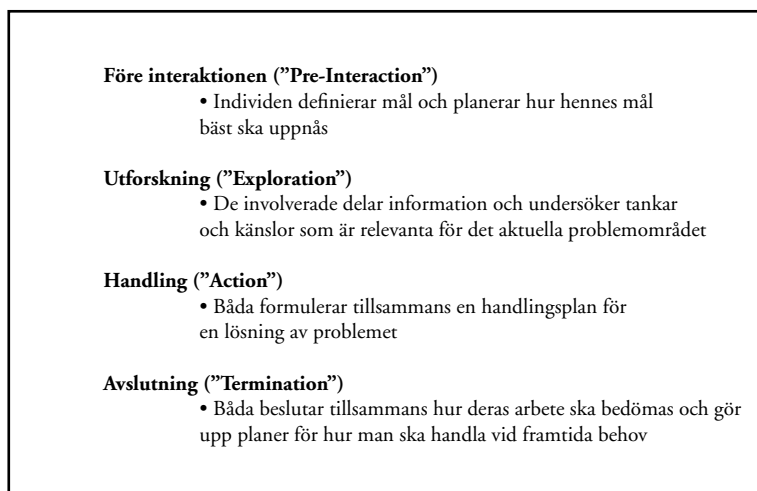 Före interaktionen (”Pre-Interaction”)
• Individen definierar mål och planerar hur hennes mål
bäst ska uppnås
Utforskning (”Exploration”)
• De involverade delar information och undersöker tankar
och känslor som är relevanta för det aktuella problemområdet
Handling (”Action”)
• Båda formulerar tillsammans en handlingsplan för
en lösning av problemet
Avslutning (”Termination”)
• Båda beslutar tillsammans hur deras arbete ska bedömas och gör
upp planer för hur man ska handla vid framtida behov